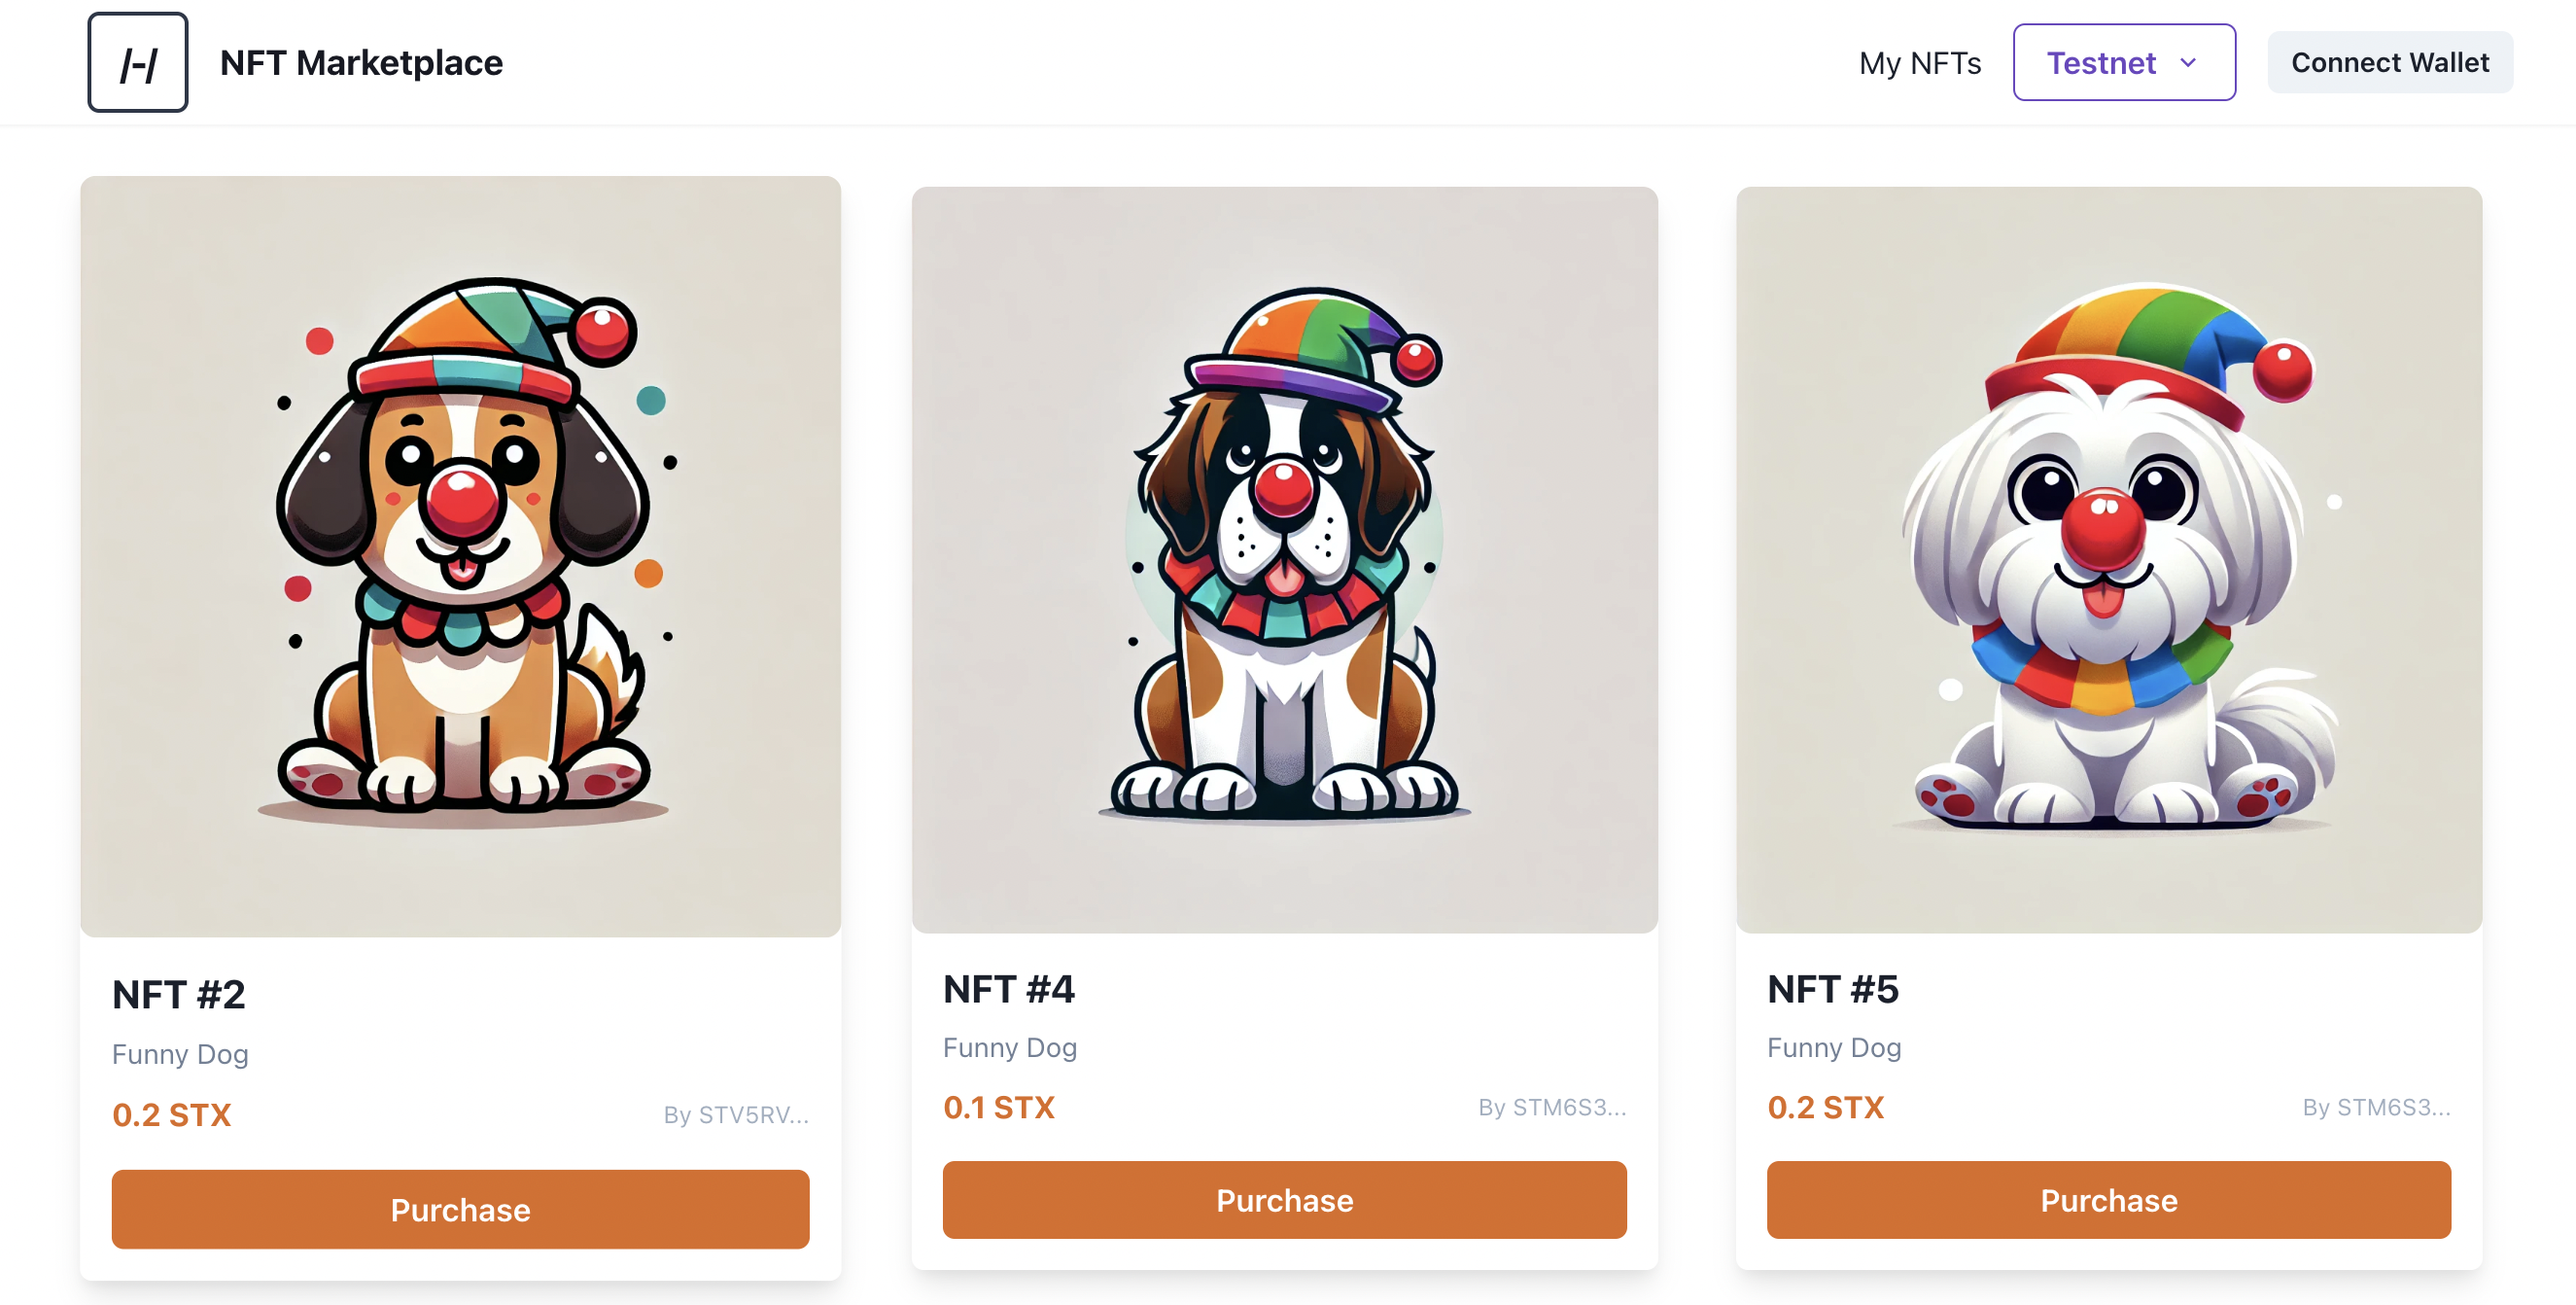 /-/ NFT Marketplace My NFTs Testnet Connect Wallet
NFT #2
Funny Dog
0.2 STX By STV5RV...
Purchase
NFT #4
Funny Dog
0.1 STX By STM6S3...
Purchase
NFT #5
Funny Dog
0.2 STX By STM6S3...
Purchase